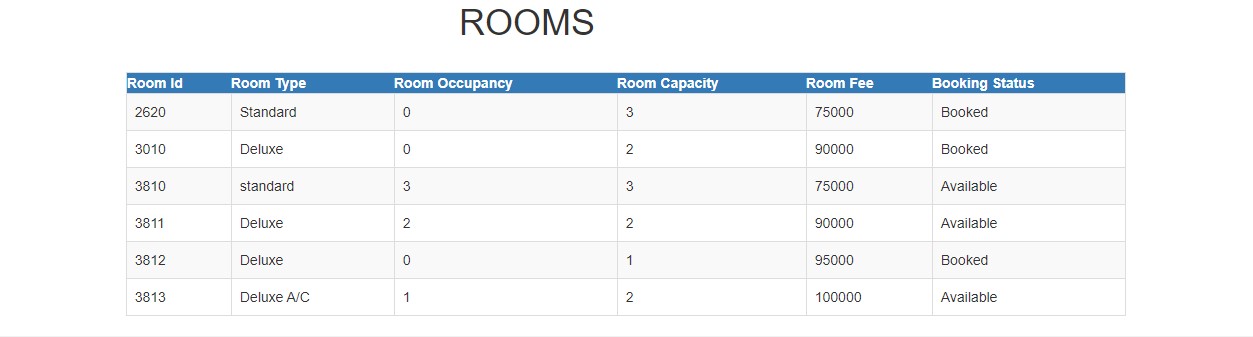 ROOMS
Room Id Room Type Room Occupancy Room Capacity Room Fee Booking Status
2620 Standard 0 3 75000 Booked
3010 Deluxe 0 2 90000 Booked
3810 standard 3 3 75000 Available
3811 Deluxe 2 2 90000 Available
3812 Deluxe 0 1 95000 Booked
3813 Deluxe A/C 1 2 100000 Available